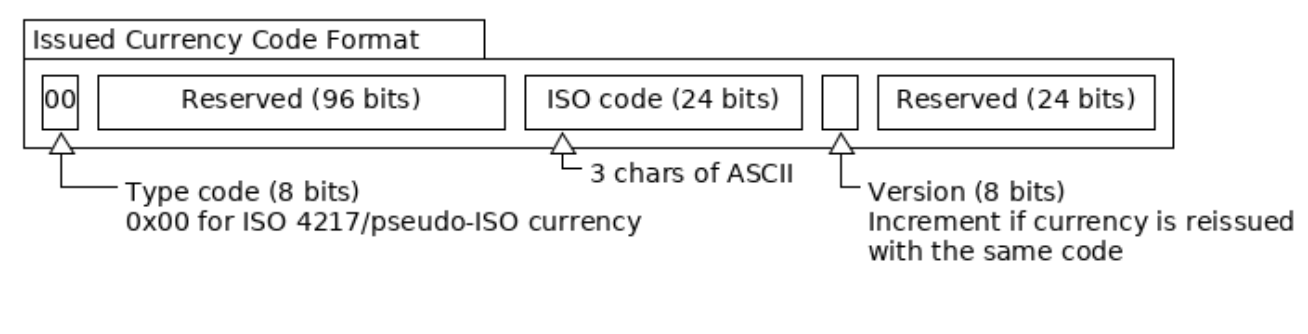 Issued Currency Code Format
00
Reserved (96 bits)
ISO code (24 bits)
Reserved (24 bits)
3 chars of ASCII
Type code (8 bits)
0x00 for ISO 4217/pseudo-ISO currency
Version (8 bits)
Increment if currency is reissued
with the same code